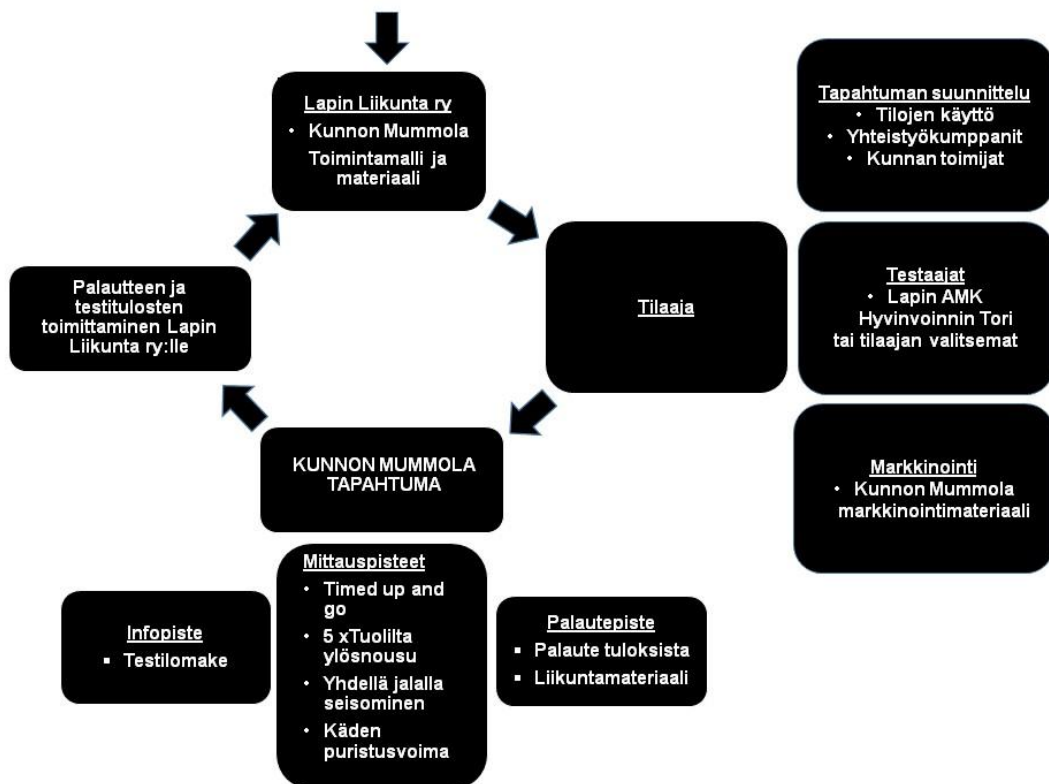 Lapin Liikunta ry
• Kunnon Mummola
Toimintamalli ja
materiaali
Tapahtuman suunnittelu
• Tilojen käyttö
• Yhteistyökumppanit
• Kunnan toimijat
Palautteen ja
testitulosten
toimittaminen Lapin
Liikunta ry:lle
Tilaaja
Testaajat
• Lapin AMK
Hyvinvoinnin Tori
tai tilaajan valitsemat
KUNNON MUMMOLA
TAPAHTUMA
Markkinointi
• Kunnon Mummola
markkinointimateriaali
Infopiste
▪ Testilomake
Mittauspisteet
• Timed up and
go
• 5 xTuolilta
ylösnousu
• Yhdellä jalalla
seisominen
• Käden
puristusvoima
Palautepiste
▪ Palaute tuloksista
▪ Liikuntamateriaali